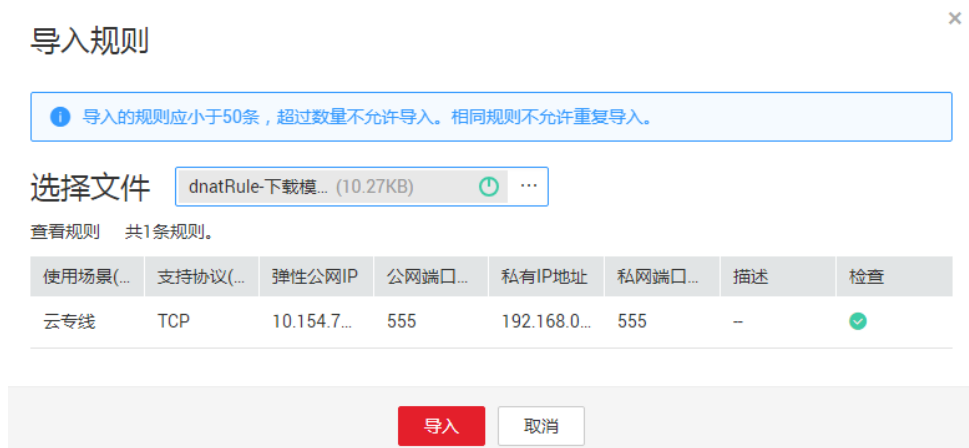 ×
导入规则
导入的规则应小于50条，超过数量不允许导入。相同规则不允许重复导入。
选择文件 dnatRule-下载模... (10.27KB) ...
查看规则 共1条规则。
使用场景(... 支持协议(... 弹性公网IP 公网端口... 私有IP地址 私网端口... 描述 检查
云专线 TCP 10.154.7... 555 192.168.0... 555 --
导入 取消